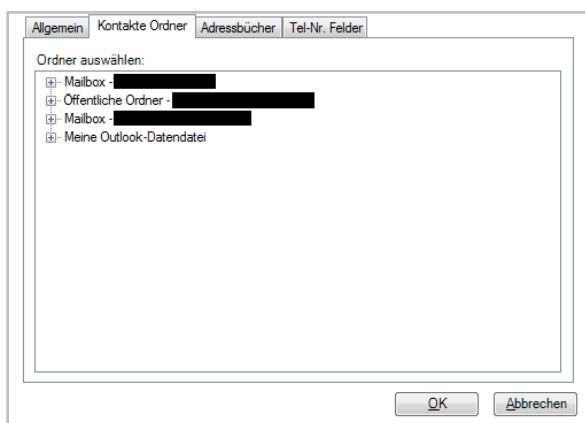 Allgemein Kontakte Ordner Adressbücher Tel-Nr. Felder
Ordner auswählen:
Mailbox -
Öffentliche Ordner -
Mailbox -
Meine Outlook-Datendatei
OK Abbrechen